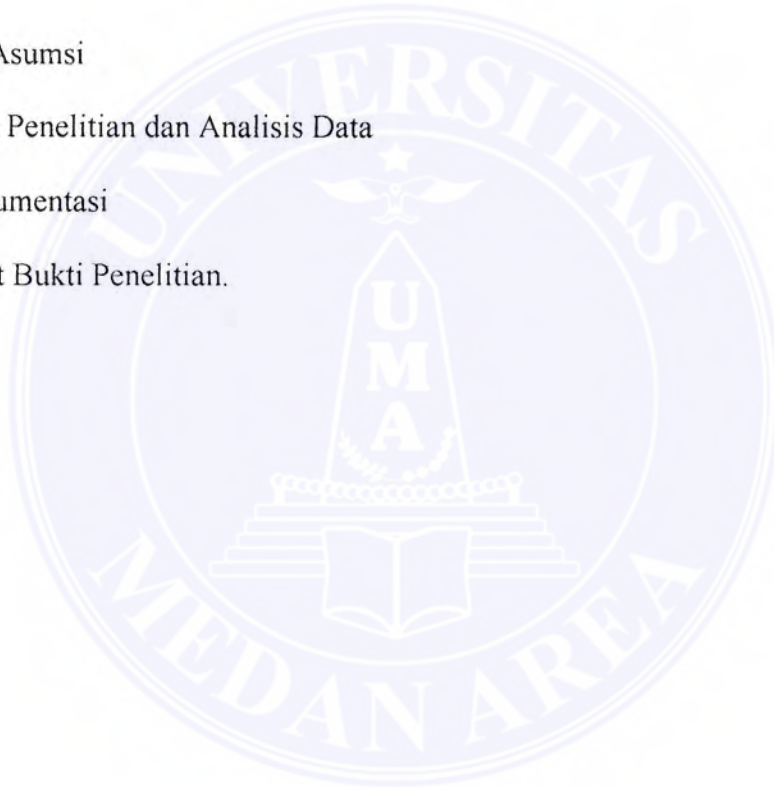 Asumsi
Penelitian dan Analisis Data
umentasi
t Bukti Penelitian.
UNIVERSITAS
UMA
MEDAN AREA